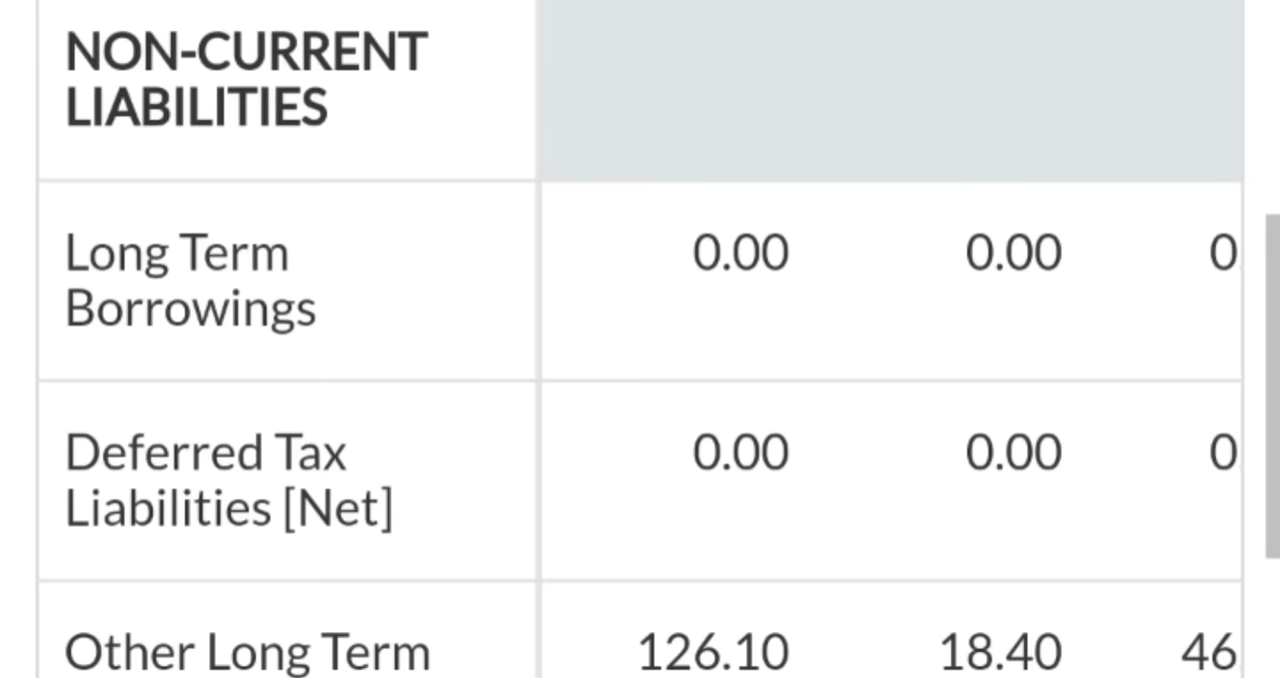 NON-CURRENT
LIABILITIES
Long Term
Borrowings
0.00 0.00 0
Deferred Tax
Liabilities [Net]
0.00 0.00 0
Other Long Term 126.10 18.40 46